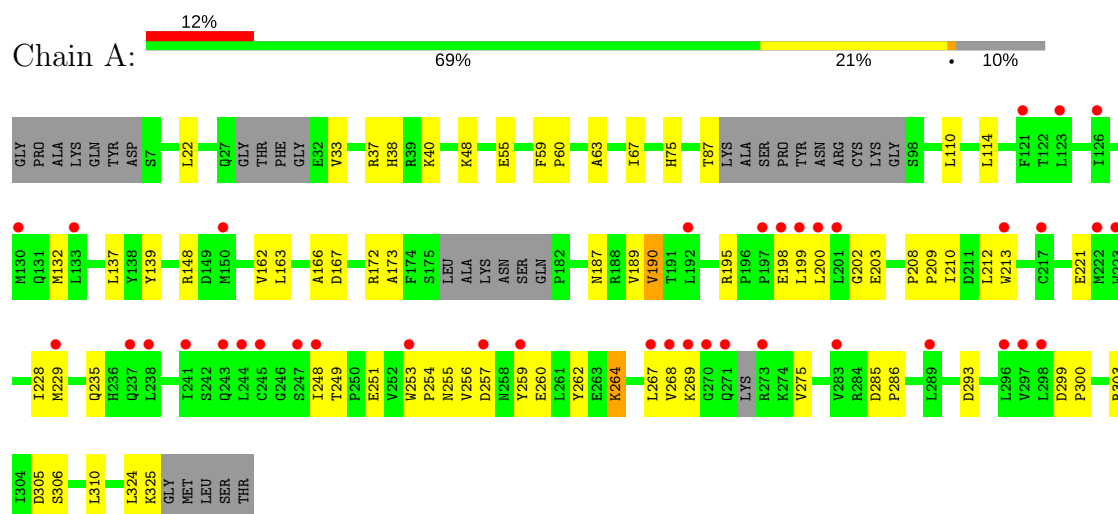 12%
Chain A:
69% 21% • 10%
GLY PRO ALA LYS GLN TYR ASP S7 L22 Q27 GLY THR PHE GLY E32 V33 R37 H38 R39 K40 K48 E55 F59 P60 A63 I67 H75 T87 LYS ALA SER PRO TYR ASN ARG CYS LYS GLY S98 L110 L114 F121 T122 L123 I126
M130 Q131 M132 L133 L137 Y138 Y139 R148 D149 M150 V162 L163 A166 D167 R172 A173 F174 S175 LEU ALA LYS ASN SER GLN P182 N187 R188 V189 V190 T191 L192 R195 P196 P197 E198 L199 L200 L201 G202 E203 P208 P209 I210 D211 L212 W213 C217 E221 M222
I228 M229 Q235 H236 Q237 L238 I241 S242 Q243 L244 C245 G246 S247 I248 T249 P250 E251 V252 W253 P254 N255 V256 D257 N258 Y259 E260 L261 Y262 E263 K264 L267 V268 K269 G270 Q271 LYS R273 K274 V275 V283 R284 D285 P286 L289 D293 L296 V297 L298 D299 P300
I304 D305 S306 L310 L324 K325 GLY MET LEU SER THR